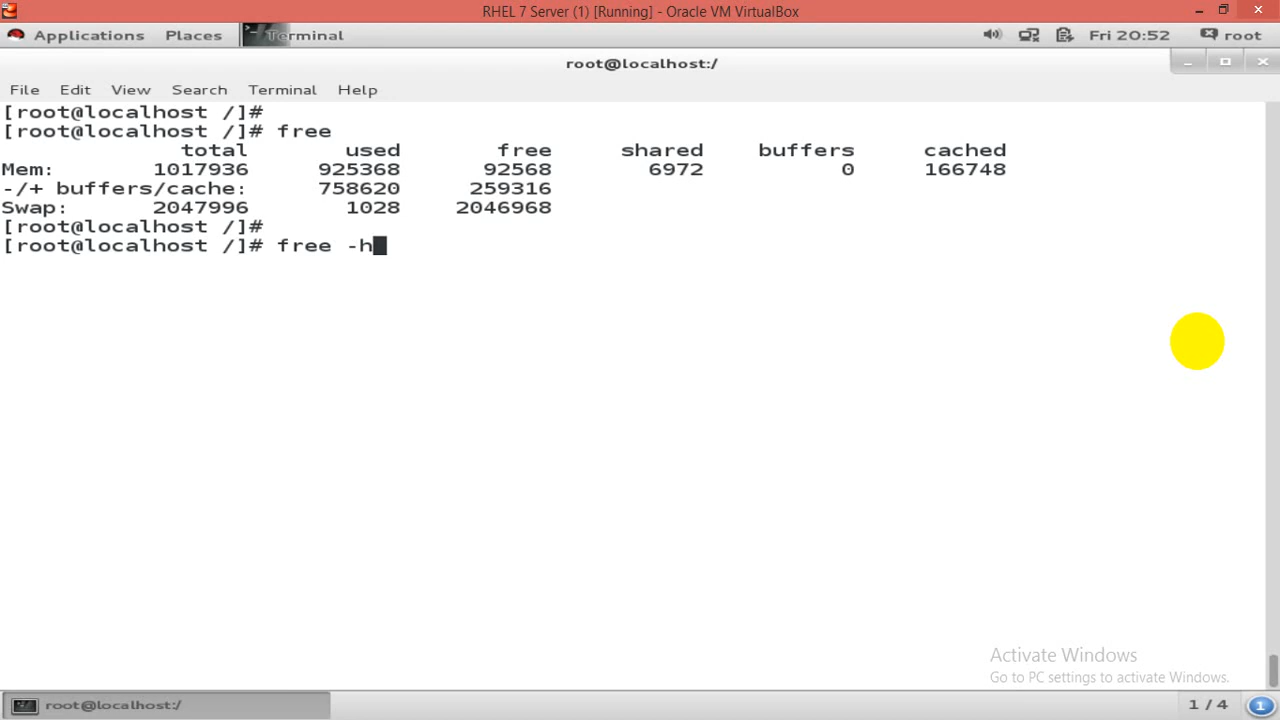 RHEL 7 Server (1) [Running] - Oracle VM VirtualBox
Applications Places Terminal Fri 20:52 root
root@localhost:/
File Edit View Search Terminal Help
[root@localhost /]#
[root@localhost /]# free
total used free shared buffers cached
Mem: 1017936 925368 92568 6972 0 166748
-/+ buffers/cache: 758620 259316
Swap: 2047996 1028 2046968
[root@localhost /]#
[root@localhost /]# free -h
Activate Windows
Go to PC settings to activate Windows.
root@localhost:/ 1 / 4 1